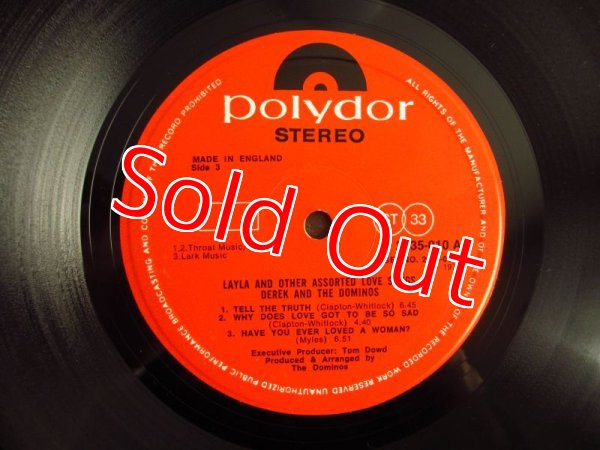 polydor
STEREO
MADE IN ENGLAND
Side 3
Sold Out
ST 33
1,2.Throat Music
3.Lark Music
LAYLA AND OTHER ASSORTED LOVE
DEREK AND THE DOMINOS
1. TELL THE TRUTH (Clapton-Whitlock) 6.45
2. WHY DOES LOVE GOT TO BE SO SAD
(Clapton-Whitlock) 4.40
3. HAVE YOU EVER LOVED A WOMAN?
(Myles) 6.51
Executive Producer: Tom Dowd
Produced & Arranged by
The Dominos
ALL RIGHTS OF THE MANUFACTURER AND OF THE OF THE RECORDED WORK RESERVED UNAUTHORIZED PUBLIC PERFORMANCE BROADCASTING AND OF THE RECORD PROHIBITED